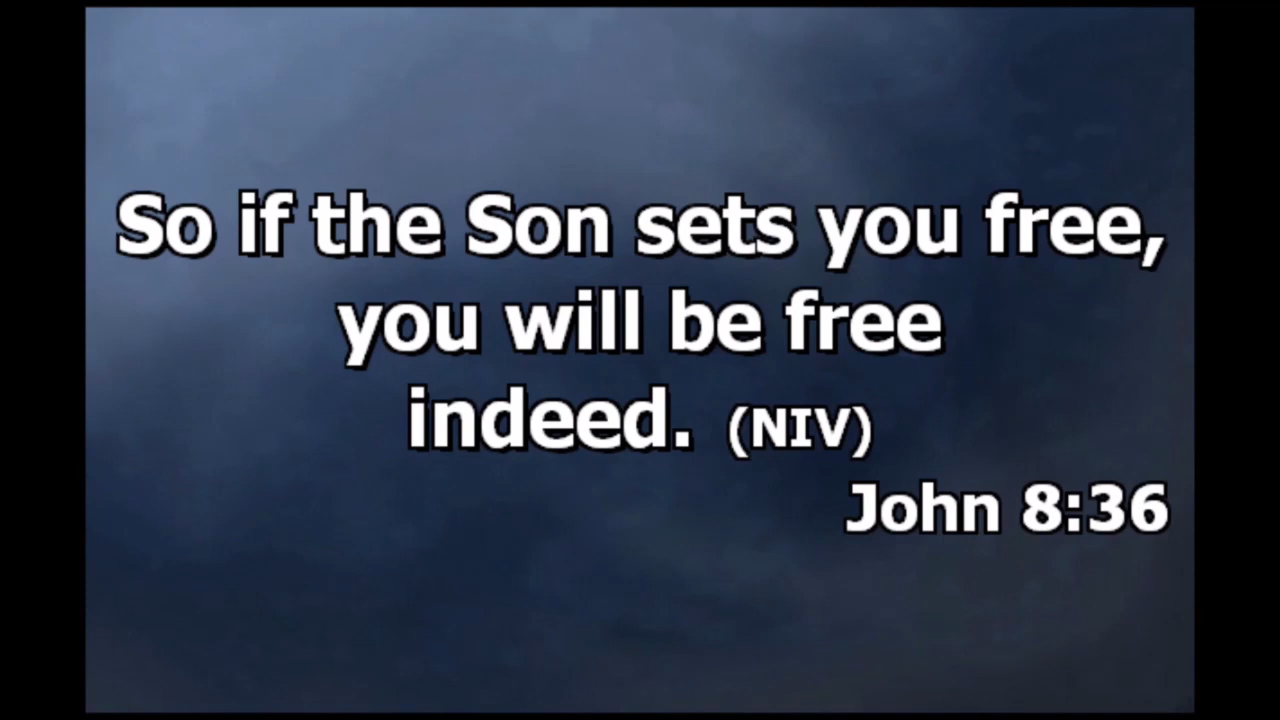 So if the Son sets you free,
you will be free
indeed. (NIV)
John 8:36